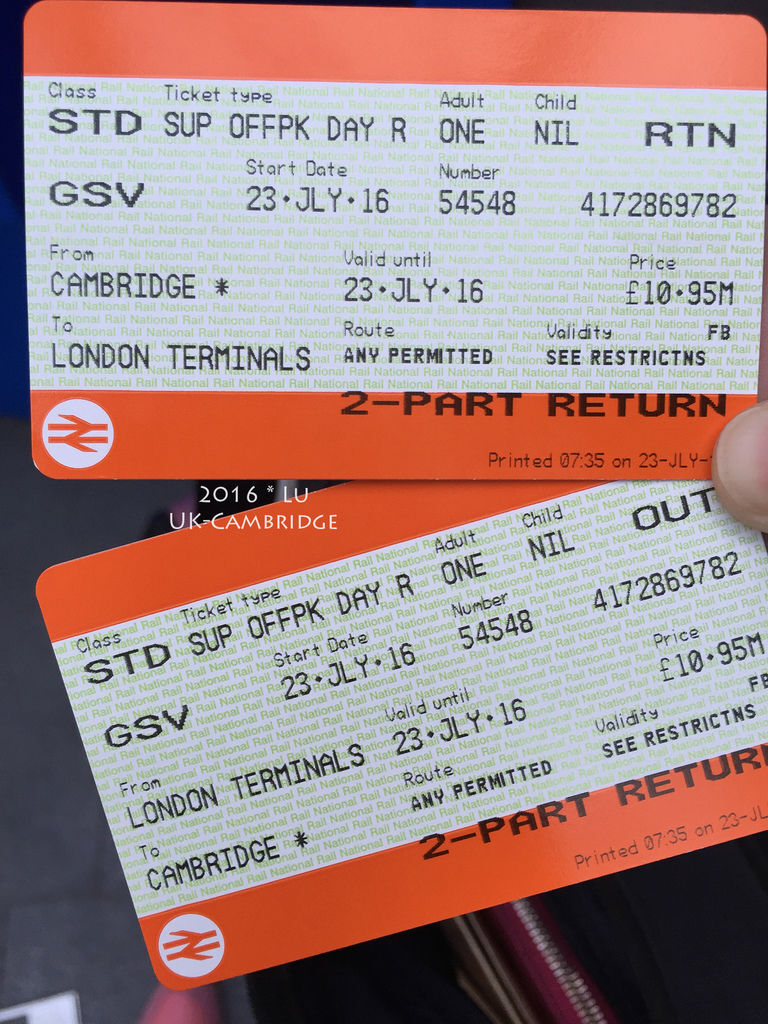 Class Ticket type Adult Child
STD SUP OFFPK DAY R ONE NIL RTN
Start Date Number
GSV 23·JLY·16 54548 4172869782
From Valid until Price
CAMBRIDGE * 23·JLY·16 £10·95M
To Route Validity FB
LONDON TERMINALS ANY PERMITTED SEE RESTRICTNS
2-PART RETURN
Printed 07:35 on 23-JLY-
2016 * LU
UK-CAMBRIDGE
Class Ticket type Adult Child
STD SUP OFFPK DAY R ONE NIL OUT
Start Date Number
GSV 23·JLY·16 54548 4172869782
From Valid until Price
LONDON TERMINALS 23·JLY·16 £10·95M
To Route Validity FB
CAMBRIDGE * ANY PERMITTED SEE RESTRICTNS
2-PART RETURN
Printed 07:35 on 23-JL